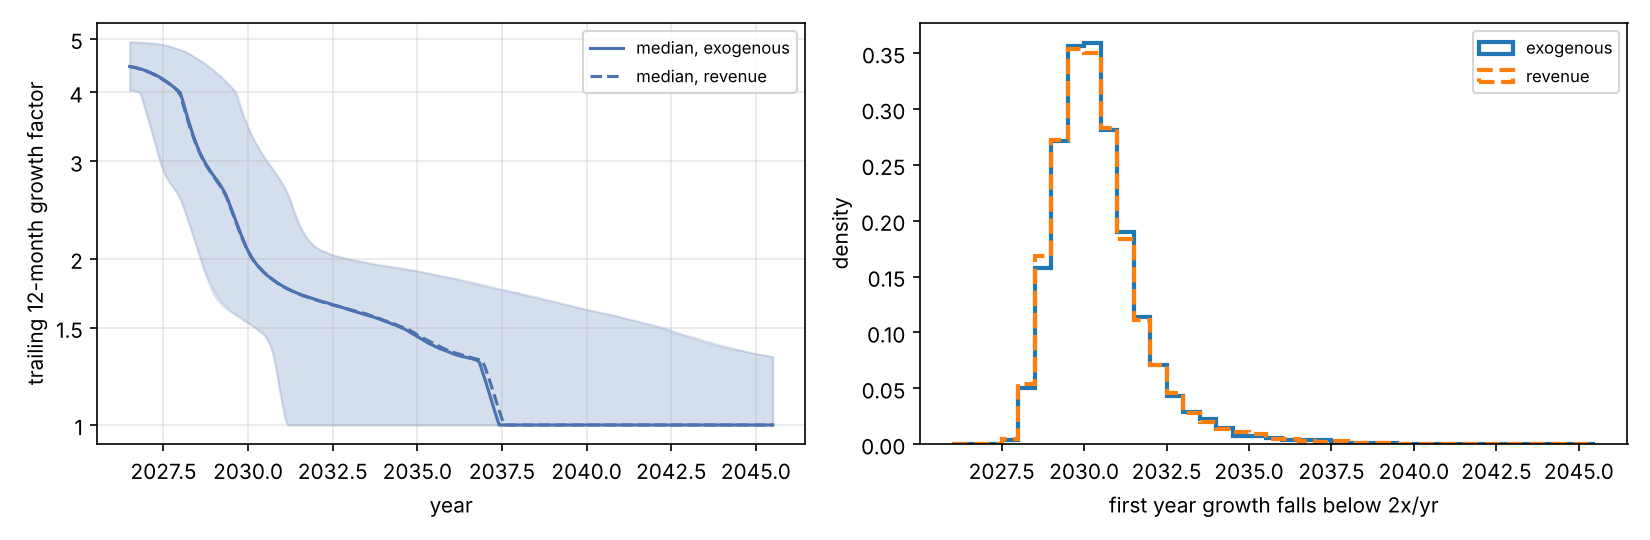 5
4
3
2
1.5
1
trailing 12-month growth factor
median, exogenous
median, revenue
2027.5 2030.0 2032.5 2035.0 2037.5 2040.0 2042.5 2045.0
year
0.35
0.30
0.25
0.20
0.15
0.10
0.05
0.00
density
exogenous
revenue
2027.5 2030.0 2032.5 2035.0 2037.5 2040.0 2042.5 2045.0
first year growth falls below 2x/yr